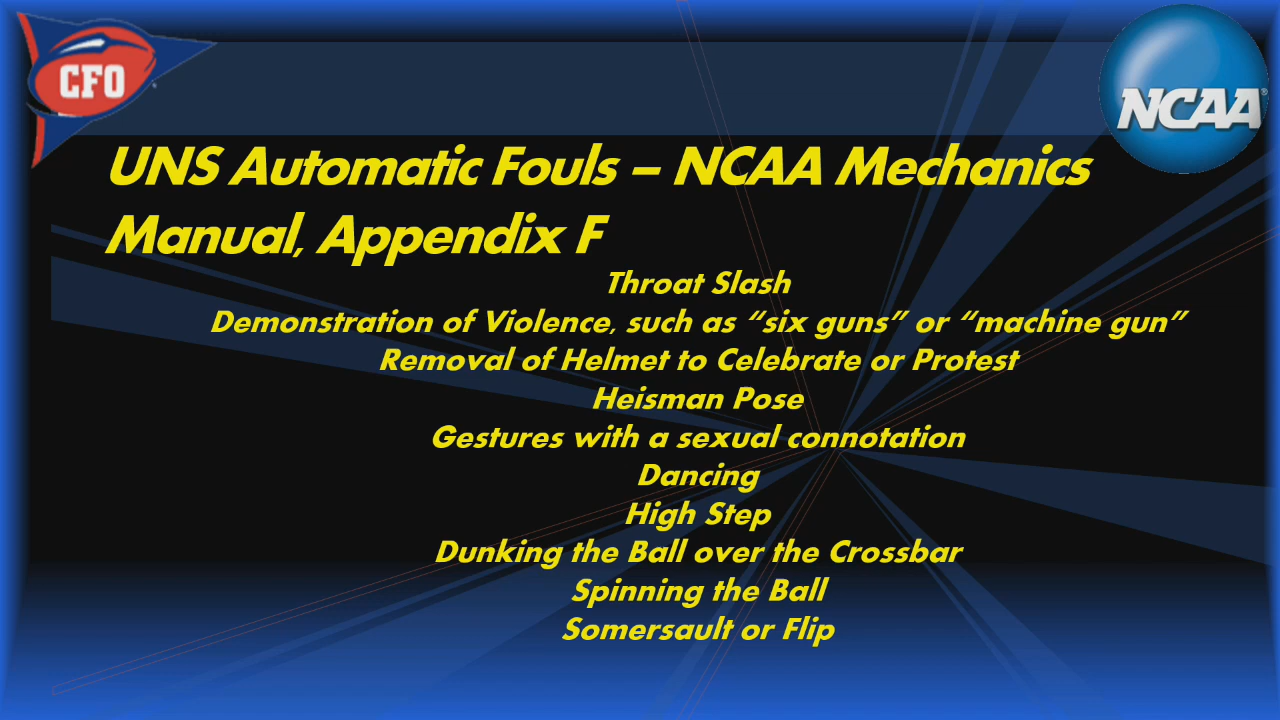 CFO
NCAA®
UNS Automatic Fouls – NCAA Mechanics
Manual, Appendix F
Throat Slash
Demonstration of Violence, such as “six guns” or “machine gun”
Removal of Helmet to Celebrate or Protest
Heisman Pose
Gestures with a sexual connotation
Dancing
High Step
Dunking the Ball over the Crossbar
Spinning the Ball
Somersault or Flip